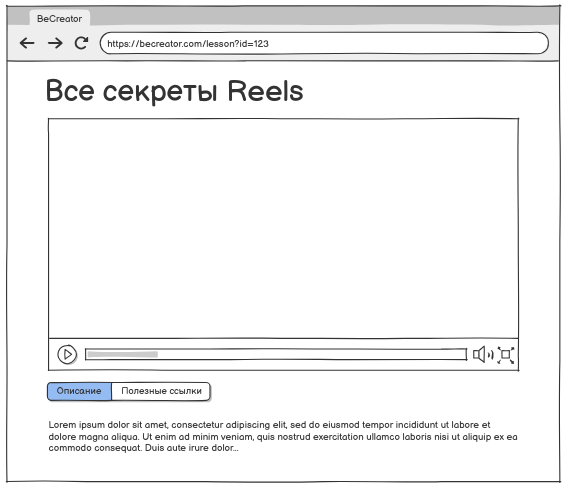 BeCreator
https://becreator.com/lesson?id=123
Все секреты Reels
Описание
Полезные ссылки
Lorem ipsum dolor sit amet, consectetur adipiscing elit, sed do eiusmod tempor incididunt ut labore et
dolore magna aliqua. Ut enim ad minim veniam, quis nostrud exercitation ullamco laboris nisi ut aliquip ex ea
commodo consequat. Duis aute irure dolor...